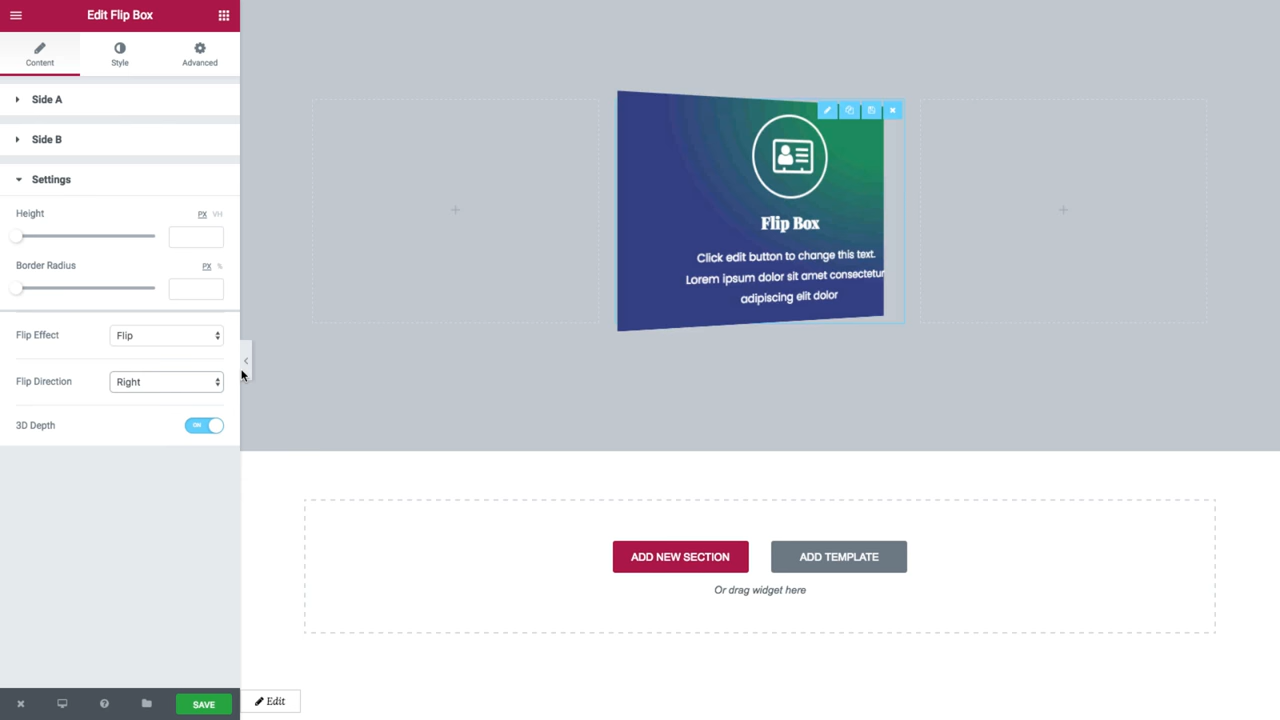 Edit Flip Box
Content
Style
Advanced
Side A
Side B
Settings
Height
PX VH
Border Radius
PX %
Flip Effect
Flip
Flip Direction
Right
3D Depth
ON
SAVE
Flip Box
Click edit button to change this text.
Lorem ipsum dolor sit amet consectetur
adipiscing elit dolor
ADD NEW SECTION
ADD TEMPLATE
Or drag widget here
Edit